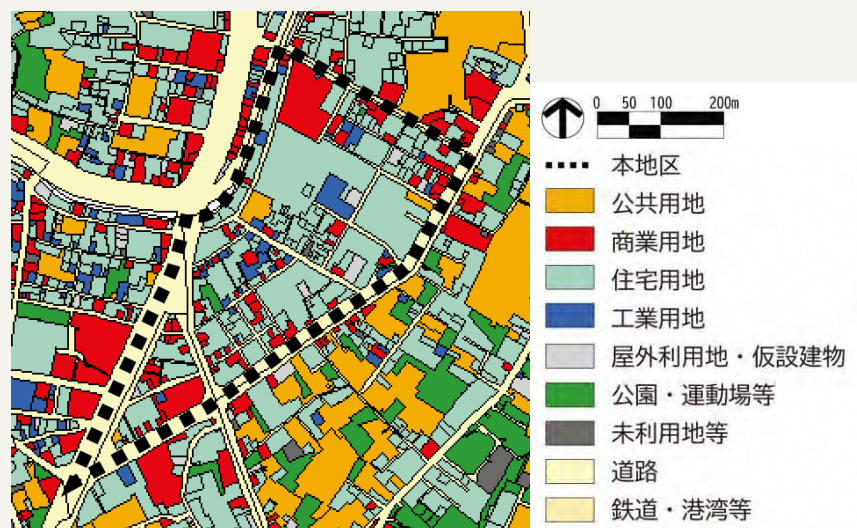 0 50 100 200m
本地区
公共用地
商業用地
住宅用地
工業用地
屋外利用地・仮設建物
公園・運動場等
未利用地等
道路
鉄道・港湾等